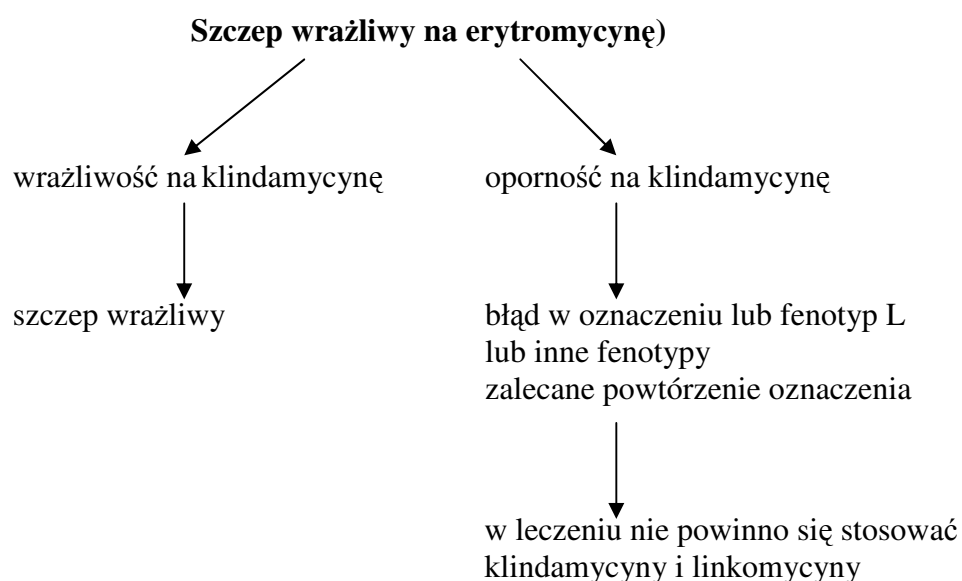 Szczep wrażliwy na erytromycynę)
wrażliwość na klindamycynę
oporność na klindamycynę
szczep wrażliwy
błąd w oznaczeniu lub fenotyp L
lub inne fenotypy
zalecane powtórzenie oznaczenia
w leczeniu nie powinno się stosować
klindamycyny i linkomycyny